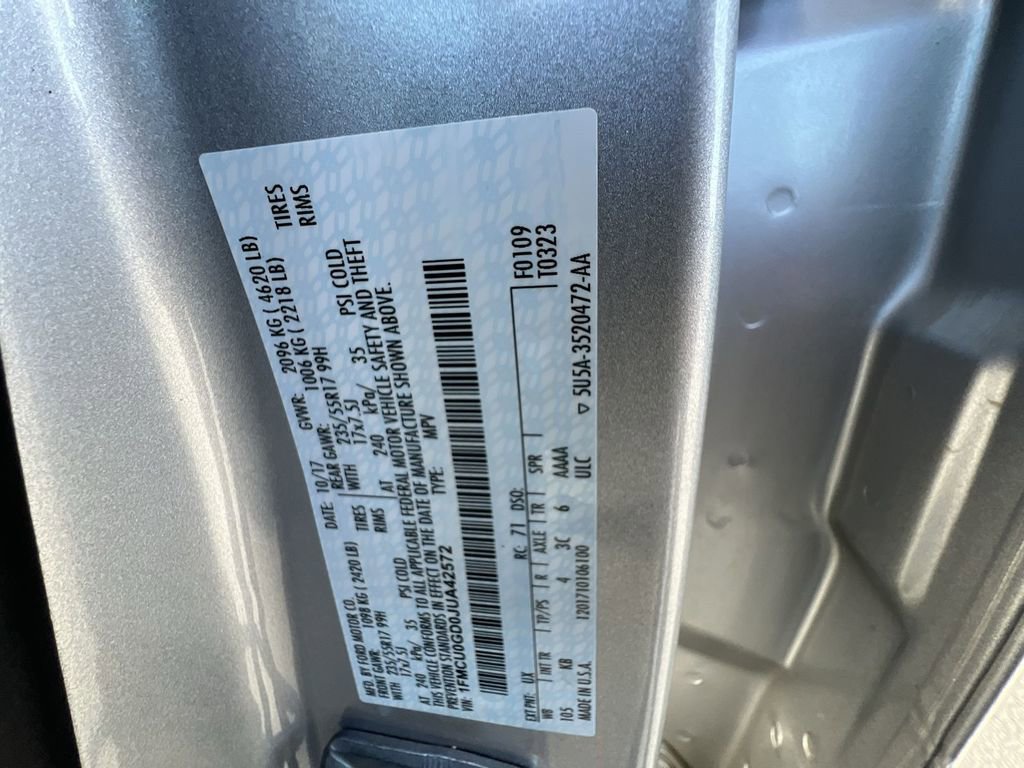 MFD. BY FORD MOTOR CO. DATE: 10/17 GVWR: 2096 KG ( 4620 LB)
FRONT GAWR: 1098 KG ( 2420 LB) REAR GAWR: 1006 KG ( 2218 LB)
WITH 235/55R17 99H TIRES WITH 235/55R17 99H TIRES
17x7.5J RIMS 17x7.5J RIMS
AT 240 kPa/ 35 PSI COLD AT 240 kPa/ 35 PSI COLD
THIS VEHICLE CONFORMS TO ALL APPLICABLE FEDERAL MOTOR VEHICLE SAFETY AND THEFT
PREVENTION STANDARDS IN EFFECT ON THE DATE OF MANUFACTURE SHOWN ABOVE.
VIN: 1FMCU0GD0JUA42572 TYPE: MPV
F0109
T0323
EXT PNT: UX RC: 71 DSO:
WB INT TR TP/PS R AXLE TR SPR
105 KB 4 3C 6 AAAA
MADE IN U.S.A. 12017101061OO ULC ▽ 5U5A-3520472-AA